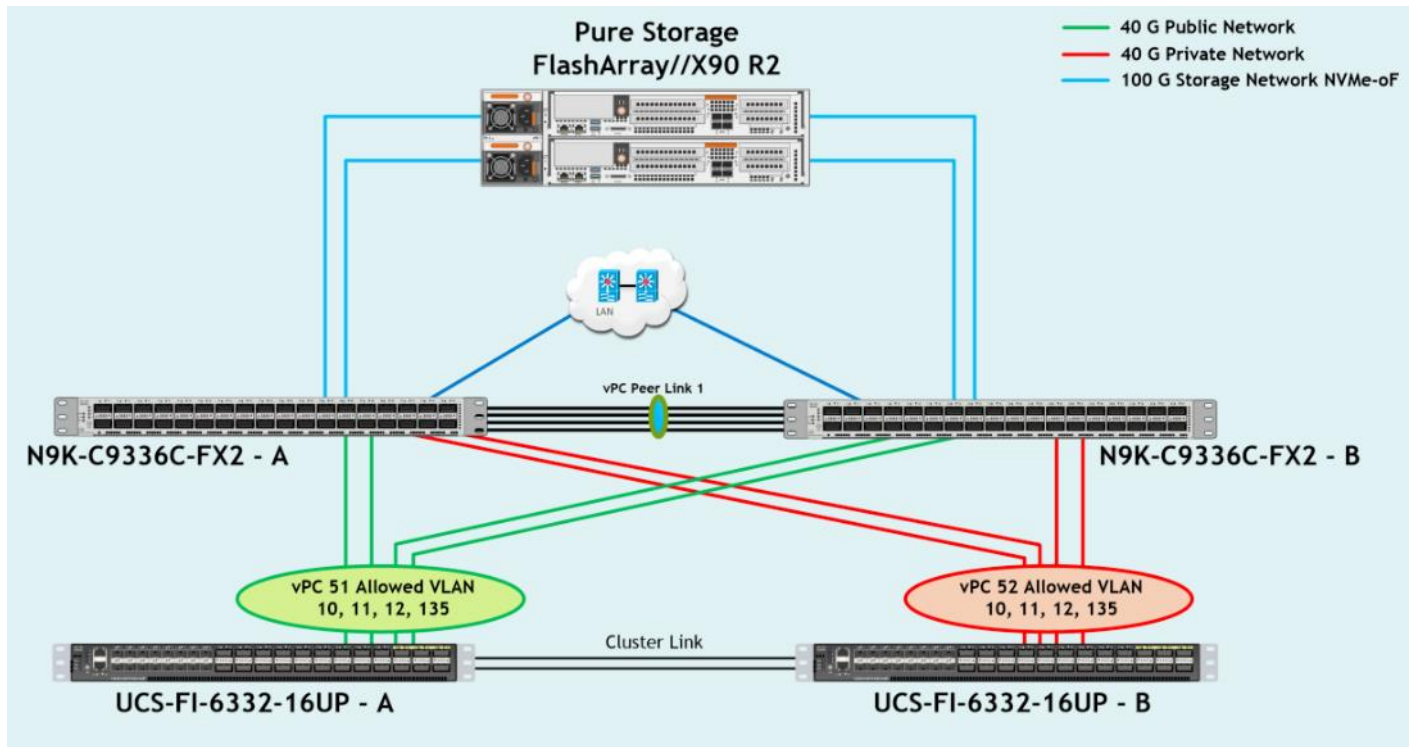 Pure Storage
FlashArray//X90 R2
40 G Public Network
40 G Private Network
100 G Storage Network NVMe-oF
LAN
vPC Peer Link 1
N9K-C9336C-FX2 - A
N9K-C9336C-FX2 - B
vPC 51 Allowed VLAN
10, 11, 12, 135
vPC 52 Allowed VLAN
10, 11, 12, 135
Cluster Link
UCS-FI-6332-16UP - A
UCS-FI-6332-16UP - B